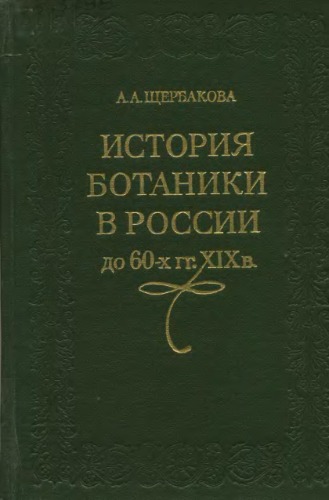 А.А.ЩЕРБАКОВА
ИСТОРИЯ
БОТАНИКИ
В РОССИИ
до 60-х гг. XIX в.